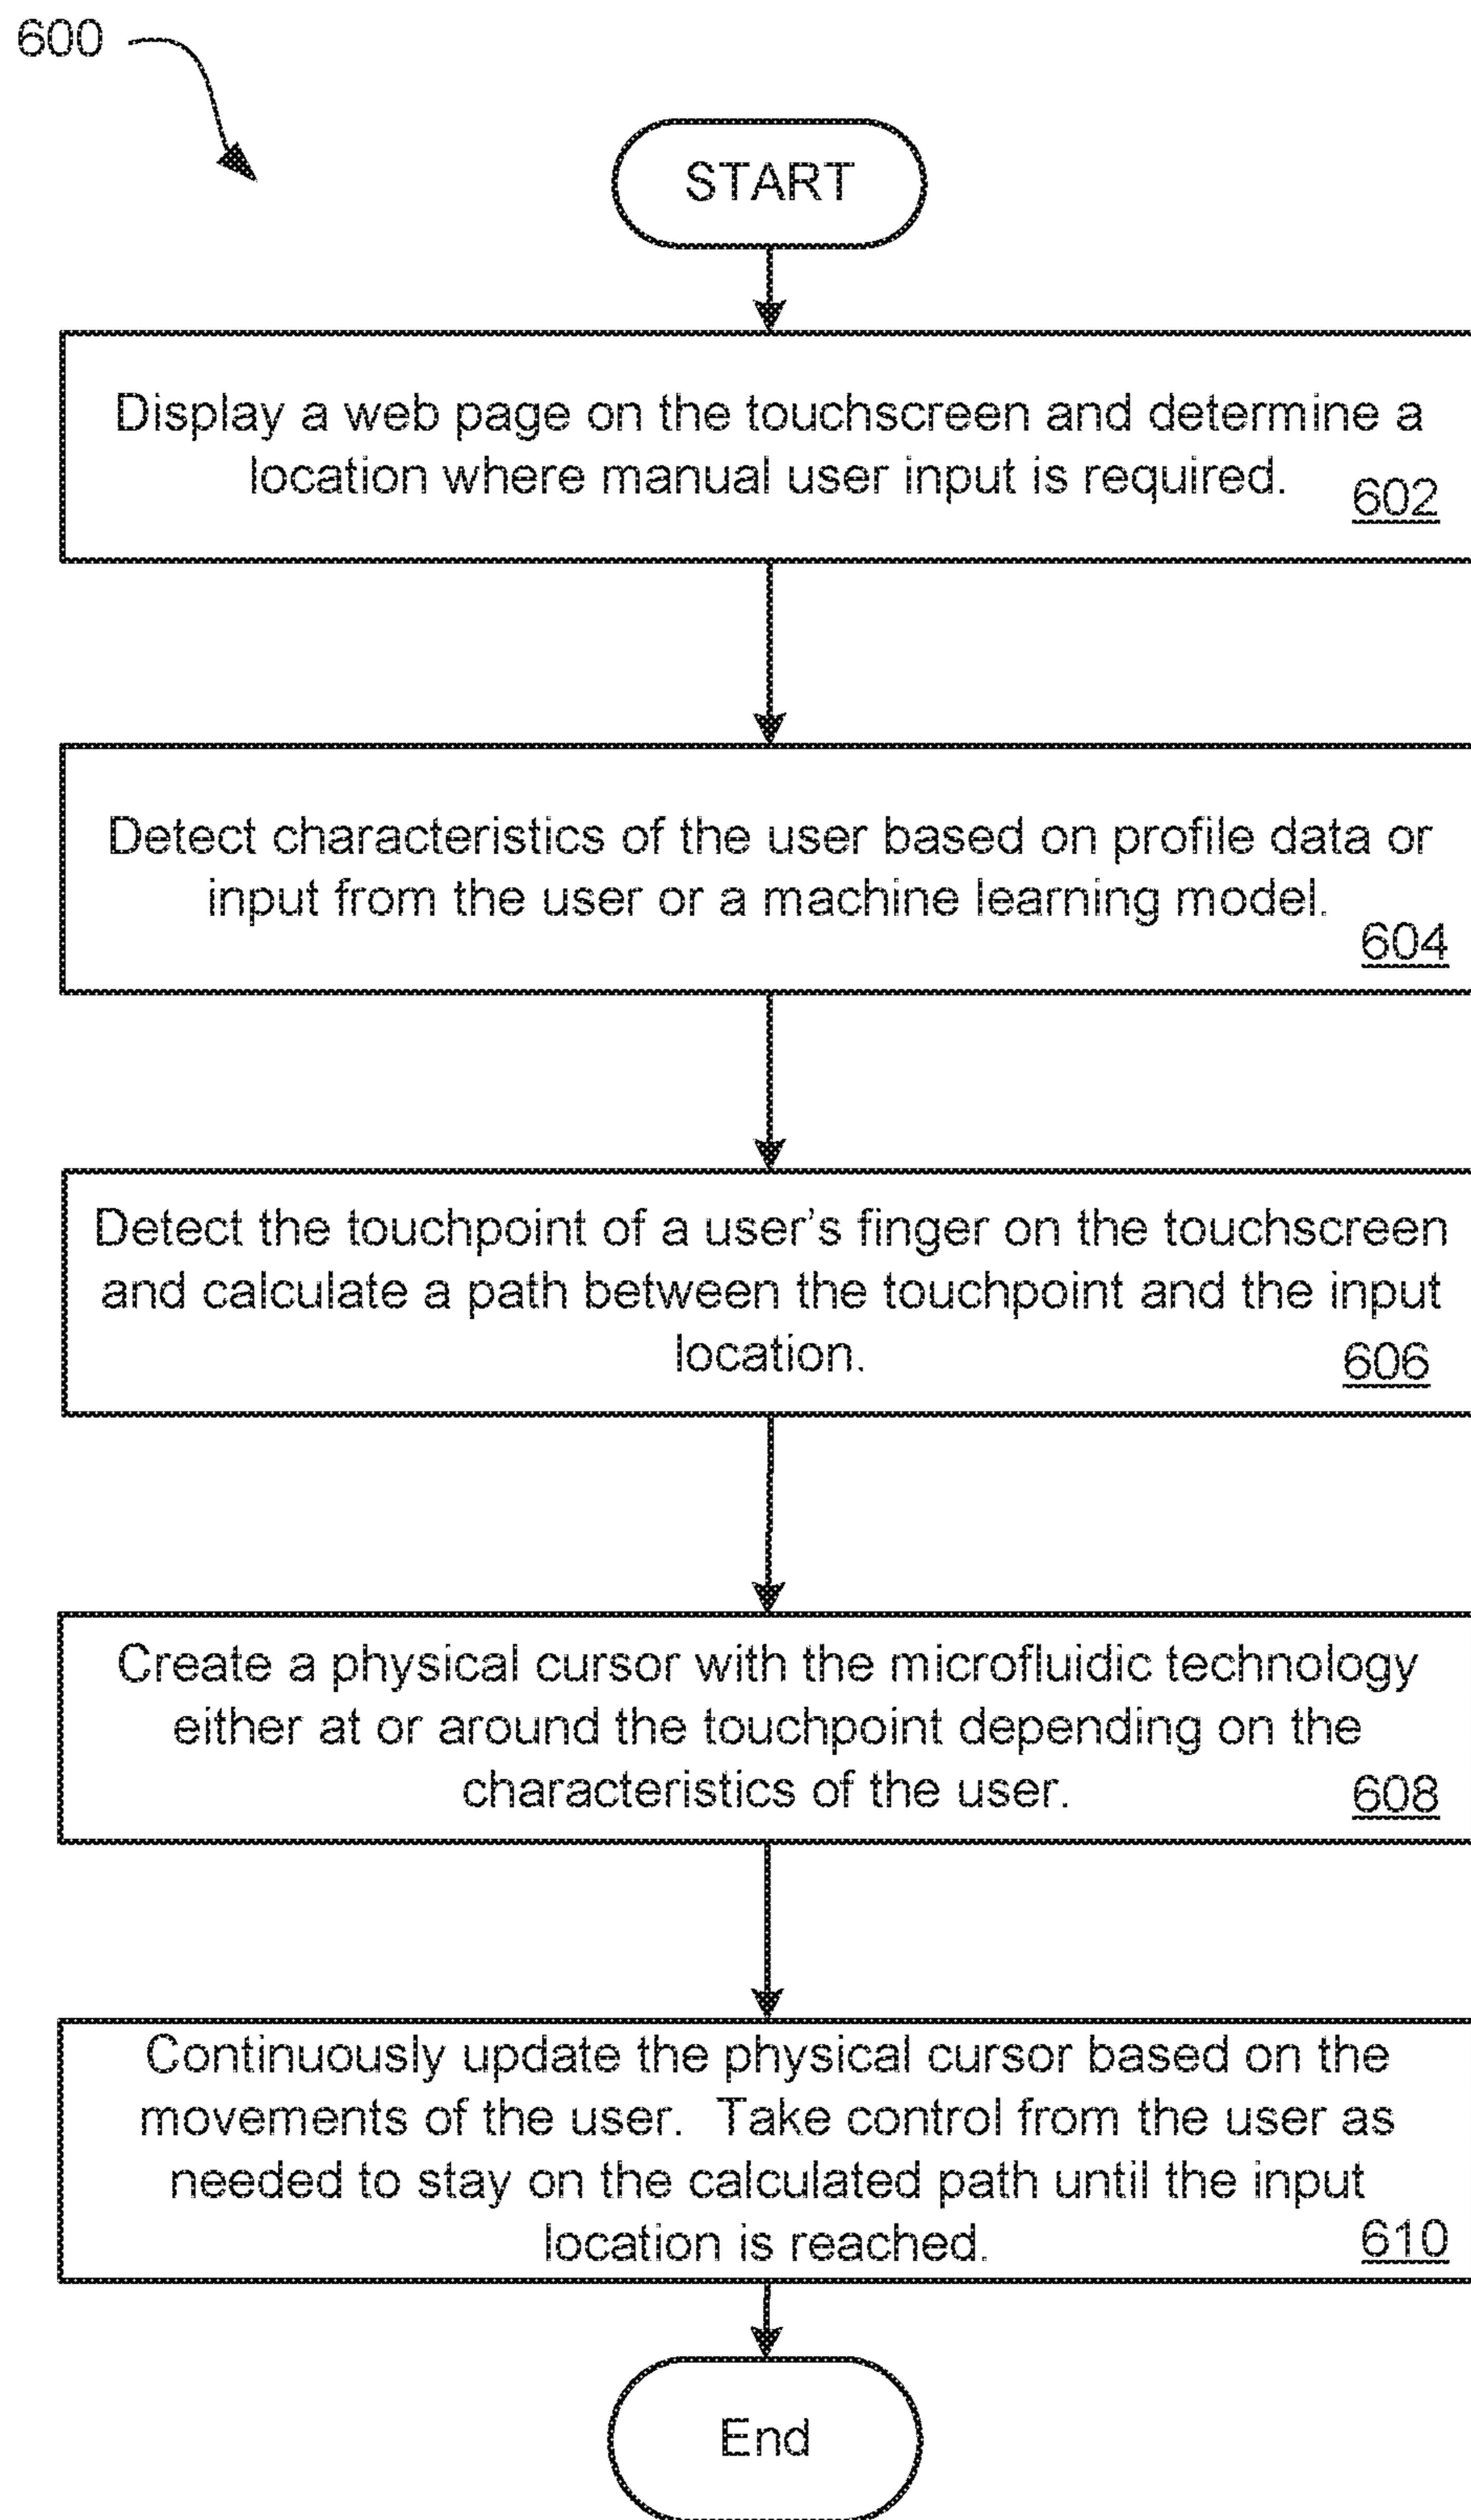 600
START
Display a web page on the touchscreen and determine a
location where manual user input is required.
602
Detect characteristics of the user based on profile data or
input from the user or a machine learning model.
604
Detect the touchpoint of a user's finger on the touchscreen
and calculate a path between the touchpoint and the input
location.
606
Create a physical cursor with the microfluidic technology
either at or around the touchpoint depending on the
characteristics of the user.
608
Continuously update the physical cursor based on the
movements of the user. Take control from the user as
needed to stay on the calculated path until the input
location is reached.
610
End